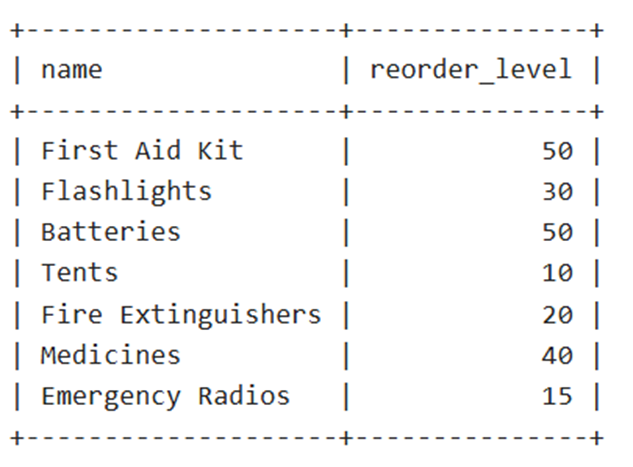 +--------------------+---------------+
| name               | reorder_level |
+--------------------+---------------+
| First Aid Kit      |            50 |
| Flashlights        |            30 |
| Batteries          |            50 |
| Tents              |            10 |
| Fire Extinguishers |            20 |
| Medicines          |            40 |
| Emergency Radios   |            15 |
+--------------------+---------------+